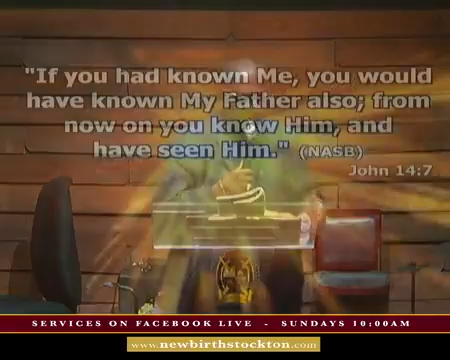 "If you had known Me, you would
have known My Father also; from
now on you know Him, and
have seen Him." (NASB)
John 14:7
SERVICES ON FACEBOOK LIVE - SUNDAYS 10:00AM
www.newbirthstockton.com